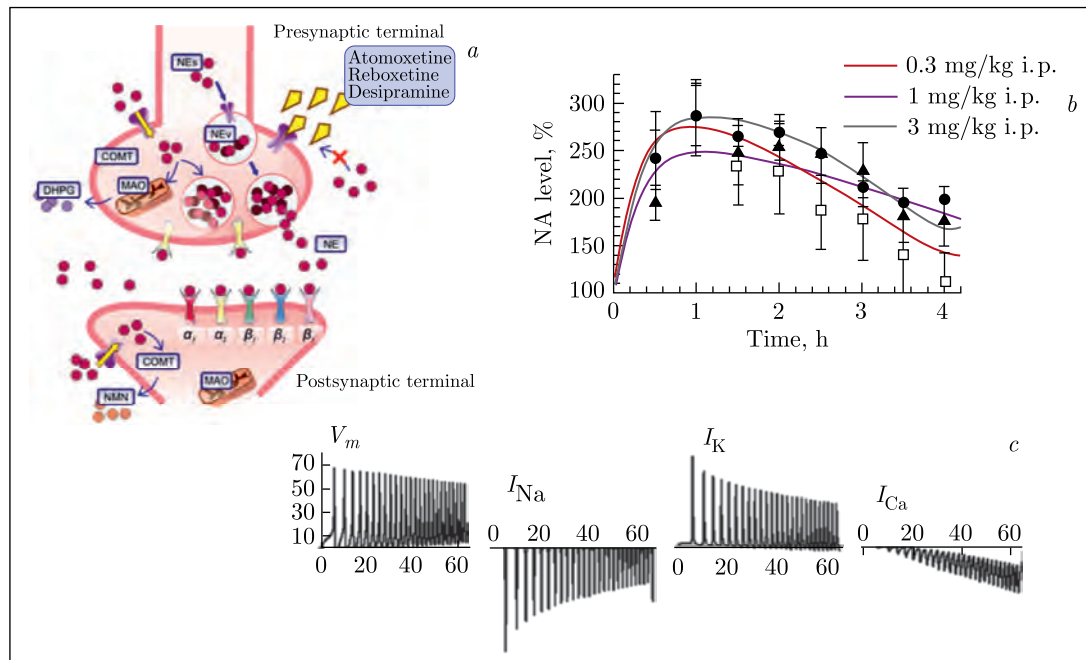 Presynaptic terminal
a
Atomoxetine
Reboxetine
Desipramine
NEs
NEv
COMT
MAO
DHPG
NE
α1 α2 β1 β2 β3
COMT
MAO
NMN
Postsynaptic terminal
0.3 mg/kg i.p.
1 mg/kg i.p.
3 mg/kg i.p.
b
NA level, %
300
250
200
150
100
0 1 2 3 4
Time, h
c
Vm
70
50
30
10
0 20 40 60
INa
0 20 40 60
IK
0 20 40 60
ICa
0 20 40 60